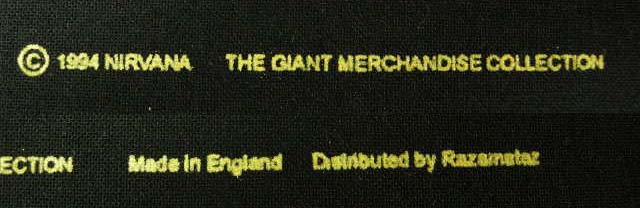 © 1994 NIRVANA THE GIANT MERCHANDISE COLLECTION
ECTION Made in England Distributed by Razamataz